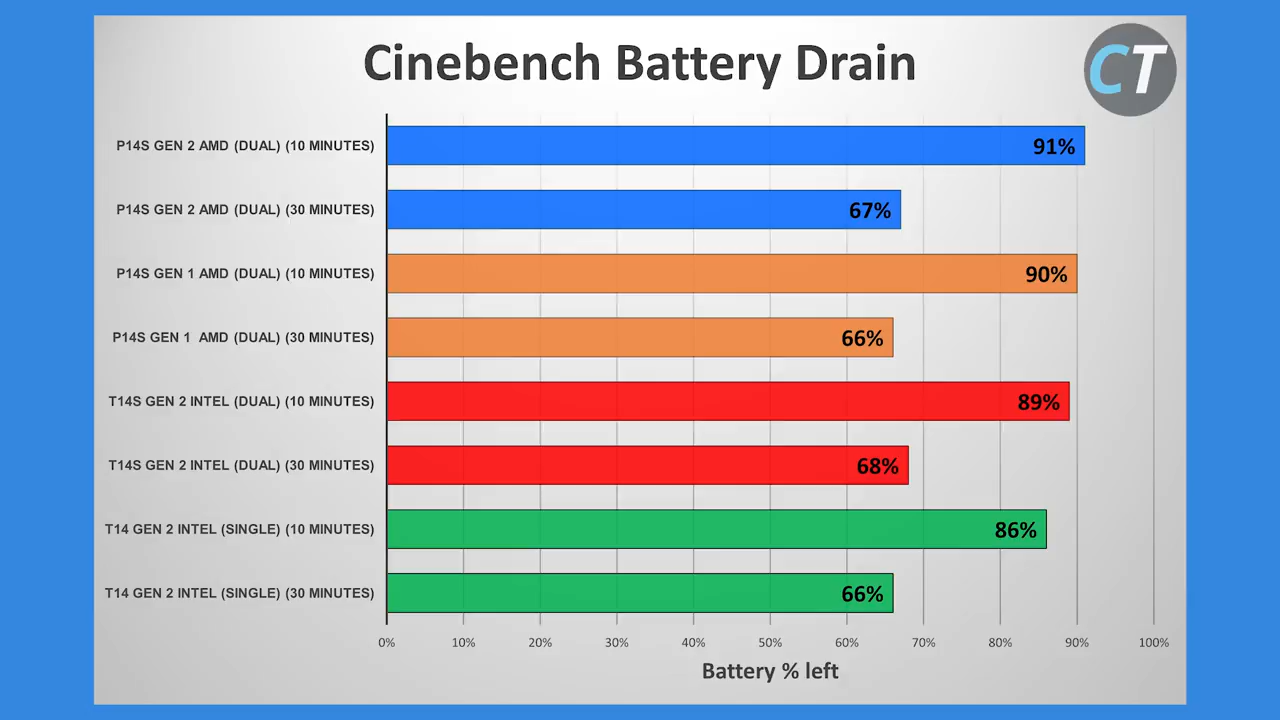 Cinebench Battery Drain
CT
P14S GEN 2 AMD (DUAL) (10 MINUTES)
91%
P14S GEN 2 AMD (DUAL) (30 MINUTES)
67%
P14S GEN 1 AMD (DUAL) (10 MINUTES)
90%
P14S GEN 1  AMD (DUAL) (30 MINUTES)
66%
T14S GEN 2 INTEL (DUAL) (10 MINUTES)
89%
T14S GEN 2 INTEL (DUAL) (30 MINUTES)
68%
T14 GEN 2 INTEL (SINGLE) (10 MINUTES)
86%
T14 GEN 2 INTEL (SINGLE) (30 MINUTES)
66%
0% 10% 20% 30% 40% 50% 60% 70% 80% 90% 100%
Battery % left